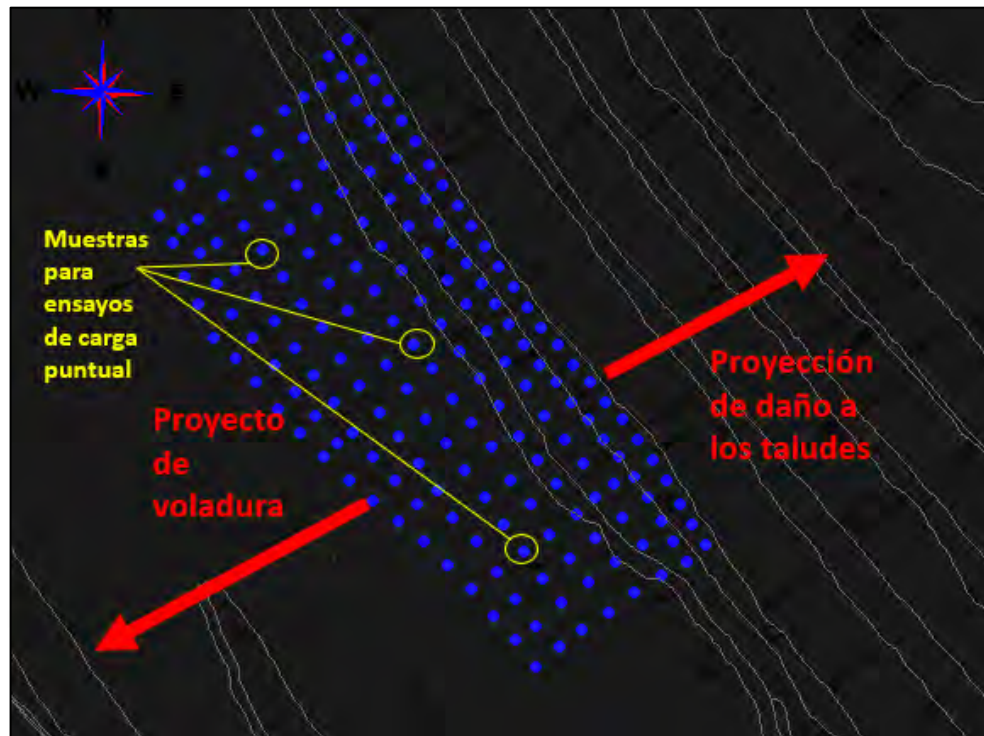 W
E
Muestras
para
ensayos
de carga
puntual
Proyecto
de
voladura
Proyección
de daño a
los taludes